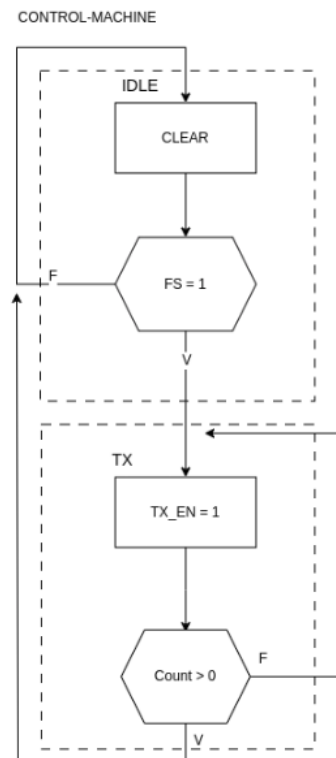 CONTROL-MACHINE
IDLE
CLEAR
F
FS = 1
V
TX
TX_EN = 1
F
Count > 0
V